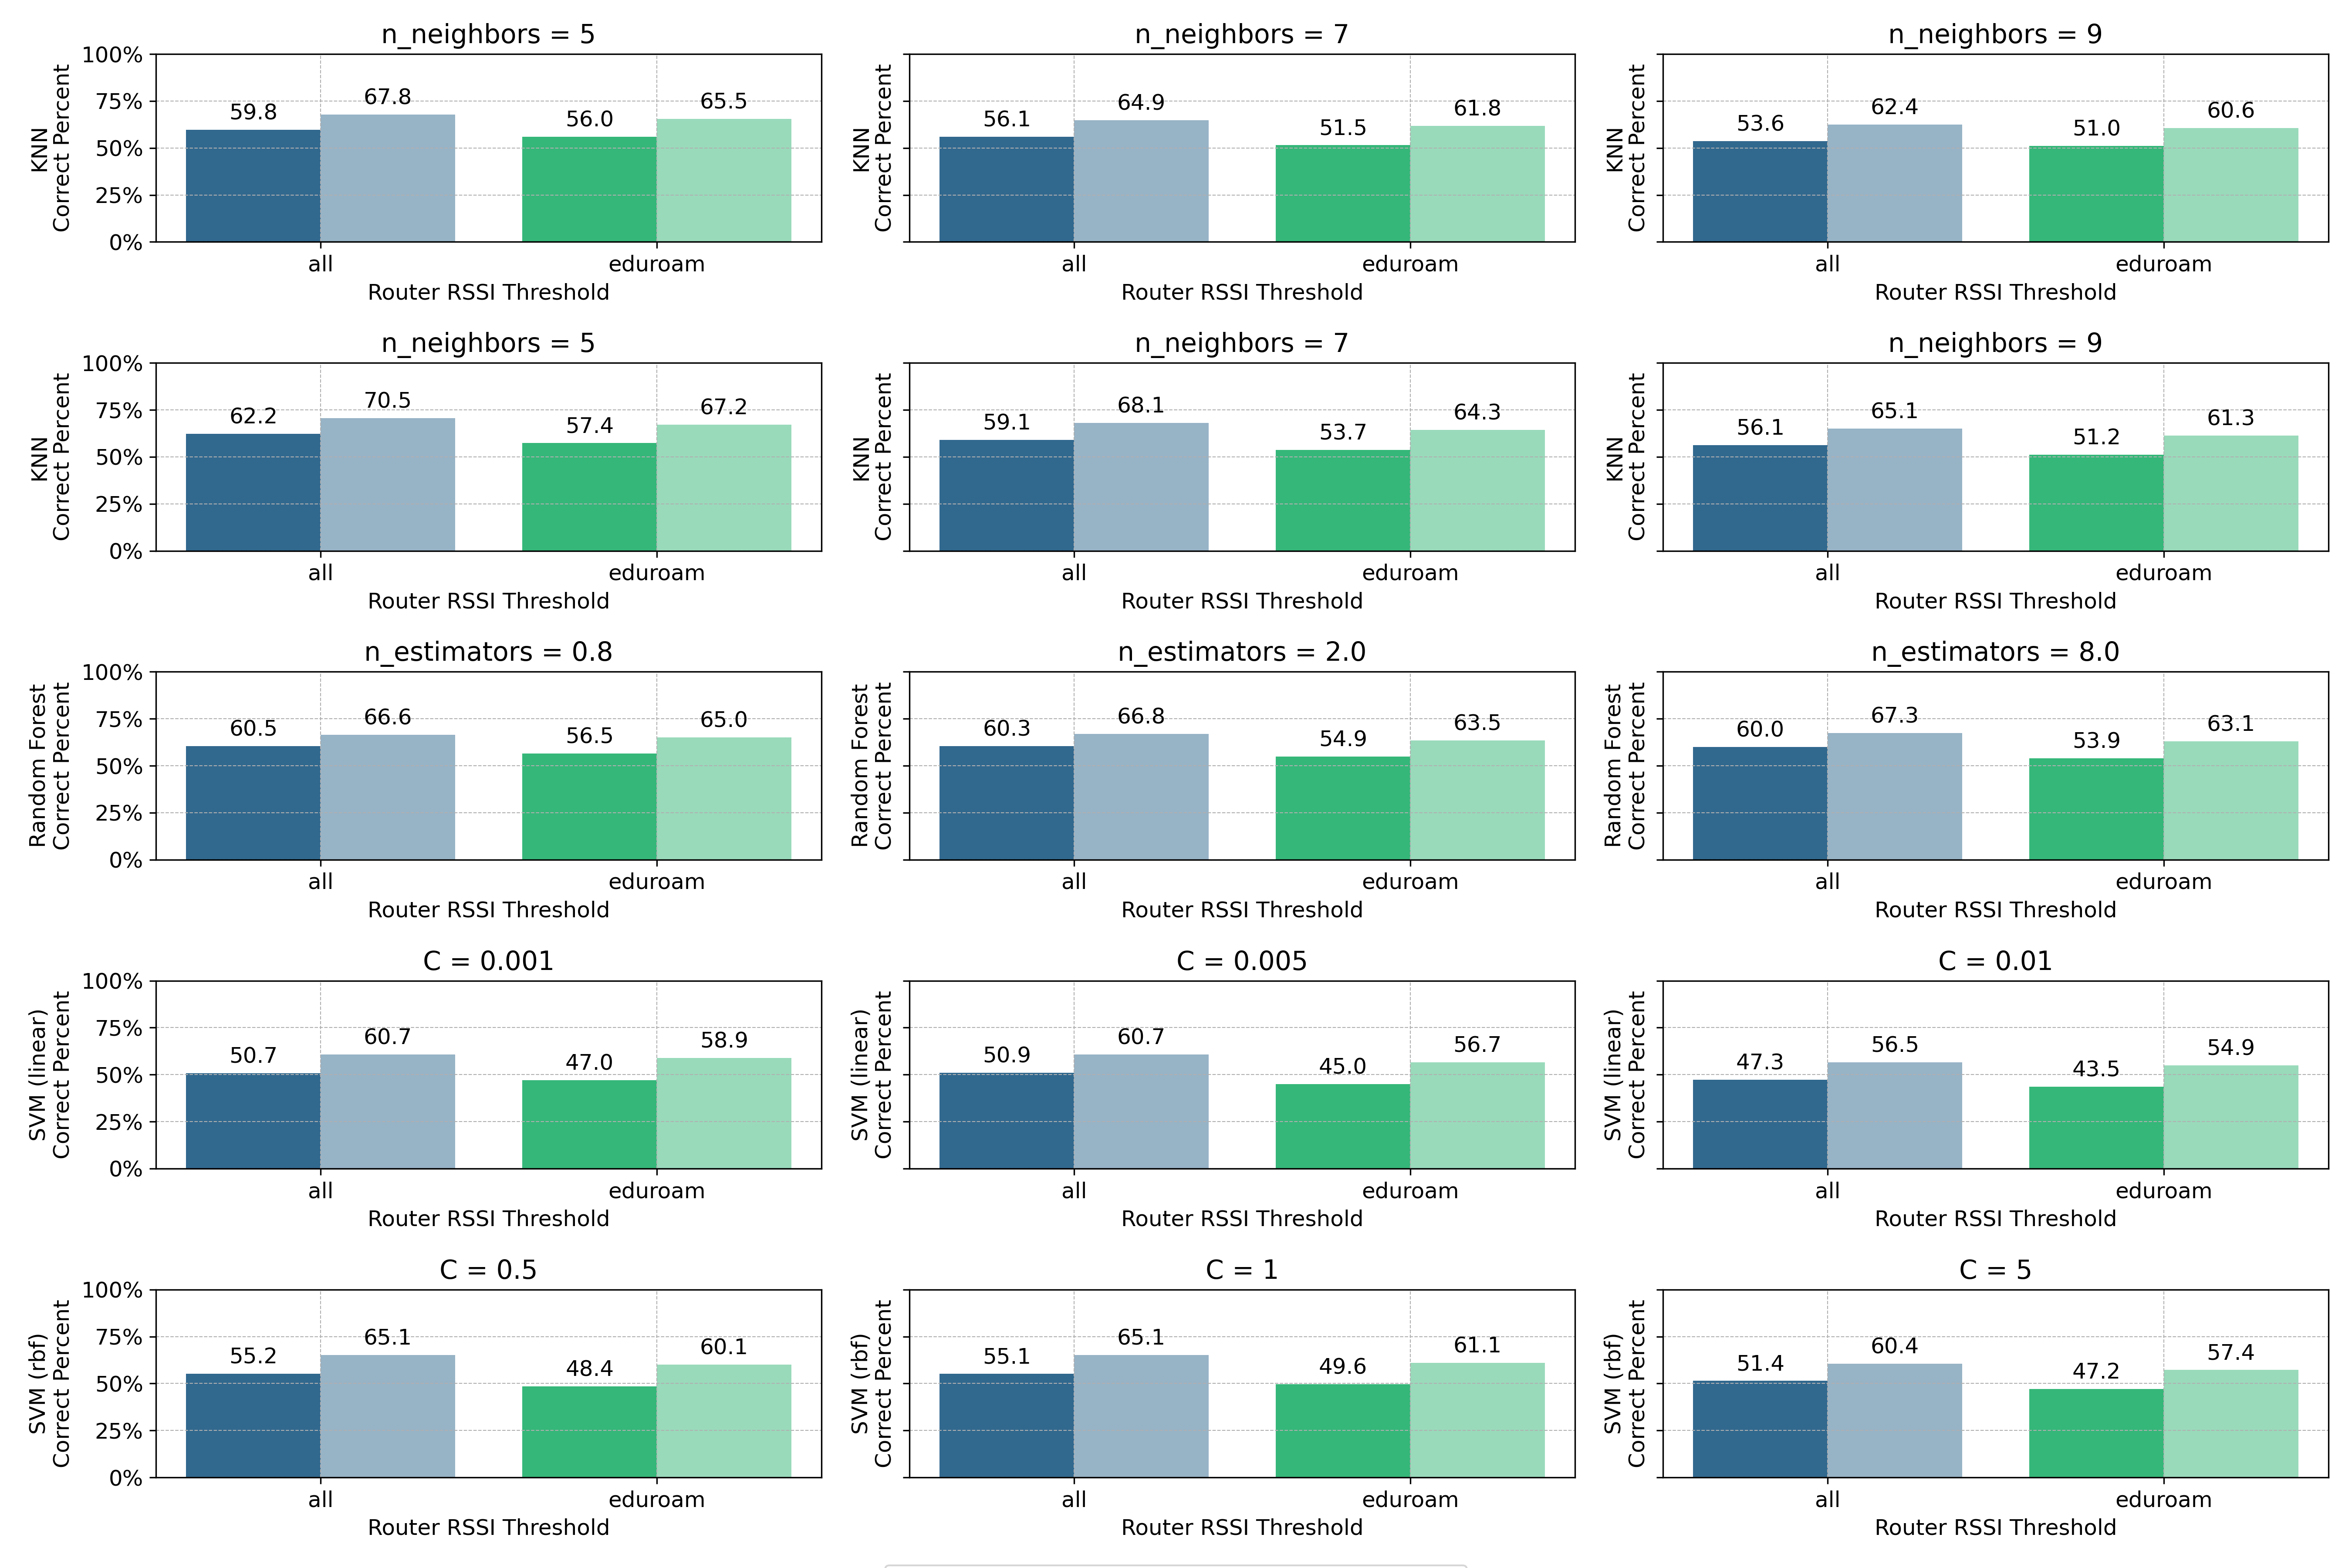 n_neighbors = 5
KNN
Correct Percent
100%
75%
50%
25%
0%
59.8
67.8
56.0
65.5
all
eduroam
Router RSSI Threshold
n_neighbors = 7
KNN
Correct Percent
56.1
64.9
51.5
61.8
all
eduroam
Router RSSI Threshold
n_neighbors = 9
KNN
Correct Percent
53.6
62.4
51.0
60.6
all
eduroam
Router RSSI Threshold
n_neighbors = 5
KNN
Correct Percent
100%
75%
50%
25%
0%
62.2
70.5
57.4
67.2
all
eduroam
Router RSSI Threshold
n_neighbors = 7
KNN
Correct Percent
59.1
68.1
53.7
64.3
all
eduroam
Router RSSI Threshold
n_neighbors = 9
KNN
Correct Percent
56.1
65.1
51.2
61.3
all
eduroam
Router RSSI Threshold
n_estimators = 0.8
Random Forest
Correct Percent
100%
75%
50%
25%
0%
60.5
66.6
56.5
65.0
all
eduroam
Router RSSI Threshold
n_estimators = 2.0
Random Forest
Correct Percent
60.3
66.8
54.9
63.5
all
eduroam
Router RSSI Threshold
n_estimators = 8.0
Random Forest
Correct Percent
60.0
67.3
53.9
63.1
all
eduroam
Router RSSI Threshold
C = 0.001
SVM (linear)
Correct Percent
100%
75%
50%
25%
0%
50.7
60.7
47.0
58.9
all
eduroam
Router RSSI Threshold
C = 0.005
SVM (linear)
Correct Percent
50.9
60.7
45.0
56.7
all
eduroam
Router RSSI Threshold
C = 0.01
SVM (linear)
Correct Percent
47.3
56.5
43.5
54.9
all
eduroam
Router RSSI Threshold
C = 0.5
SVM (rbf)
Correct Percent
100%
75%
50%
25%
0%
55.2
65.1
48.4
60.1
all
eduroam
Router RSSI Threshold
C = 1
SVM (rbf)
Correct Percent
55.1
65.1
49.6
61.1
all
eduroam
Router RSSI Threshold
C = 5
SVM (rbf)
Correct Percent
51.4
60.4
47.2
57.4
all
eduroam
Router RSSI Threshold